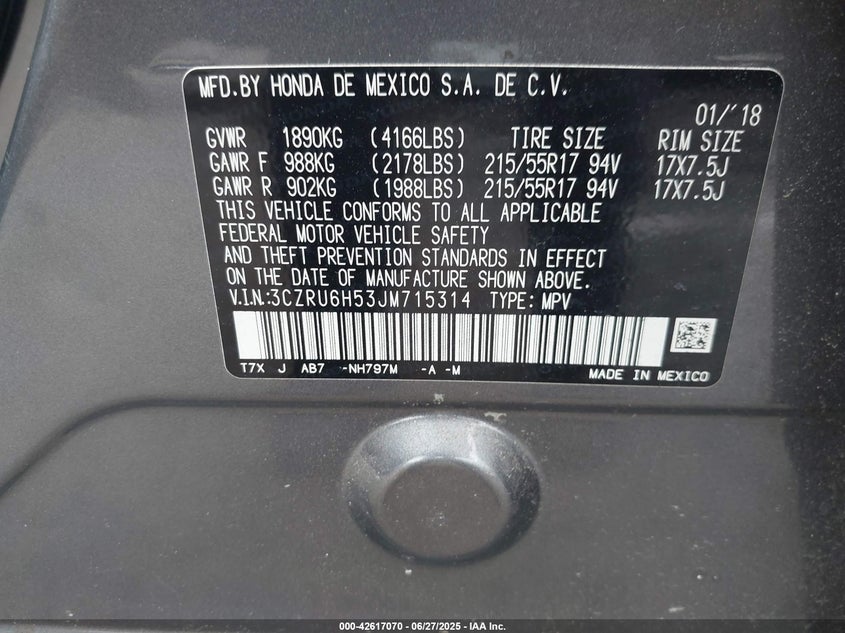 MFD.BY HONDA DE MEXICO S.A. DE C.V.
01/'18
GVWR 1890KG (4166LBS) TIRE SIZE RIM SIZE
GAWR F 988KG (2178LBS) 215/55R17 94V 17X7.5J
GAWR R 902KG (1988LBS) 215/55R17 94V 17X7.5J
THIS VEHICLE CONFORMS TO ALL APPLICABLE
FEDERAL MOTOR VEHICLE SAFETY
AND THEFT PREVENTION STANDARDS IN EFFECT
ON THE DATE OF MANUFACTURE SHOWN ABOVE.
V.I.N.:3CZRU6H53JM715314 TYPE: MPV
T7X J AB7 -NH797M -A -M
MADE IN MEXICO
000-42617070 - 06/27/2025 - IAA Inc.